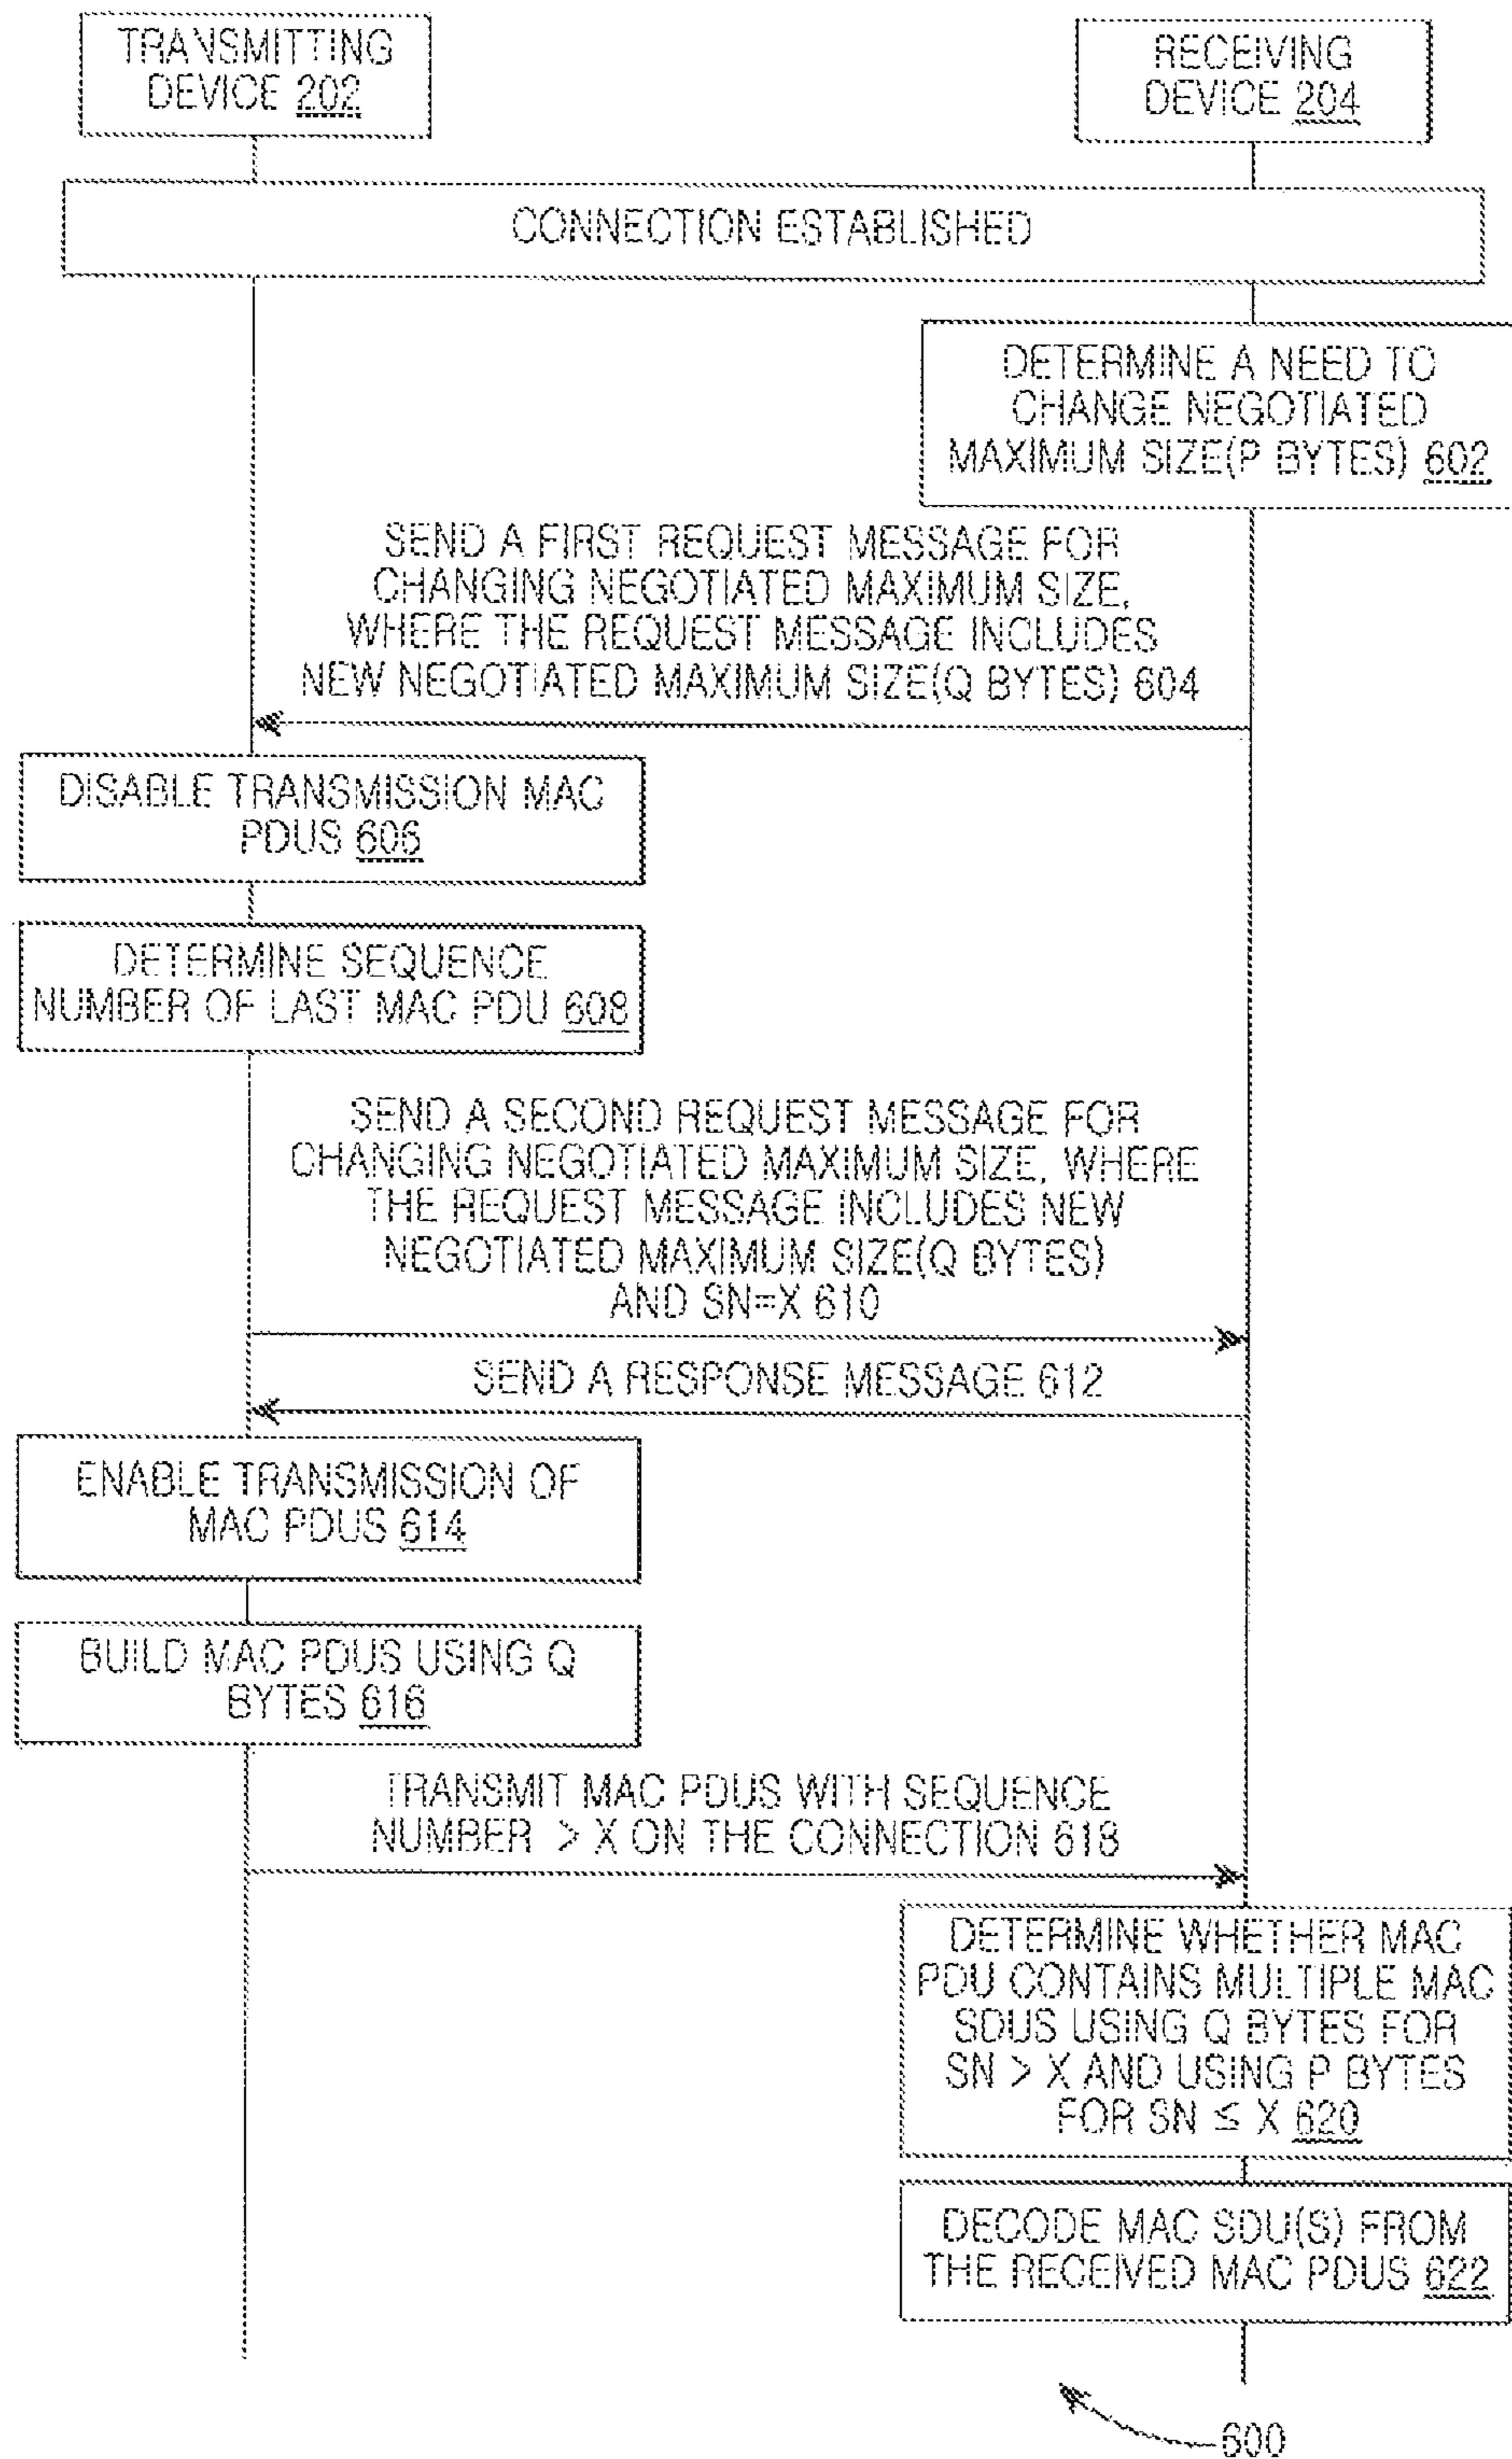 TRANSMITTING
DEVICE 202
RECEIVING
DEVICE 204
CONNECTION ESTABLISHED
DETERMINE A NEED TO
CHANGE NEGOTIATED
MAXIMUM SIZE(P BYTES) 602
SEND A FIRST REQUEST MESSAGE FOR
CHANGING NEGOTIATED MAXIMUM SIZE,
WHERE THE REQUEST MESSAGE INCLUDES
NEW NEGOTIATED MAXIMUM SIZE(Q BYTES) 604
DISABLE TRANSMISSION MAC
PDUS 606
DETERMINE SEQUENCE
NUMBER OF LAST MAC PDU 608
SEND A SECOND REQUEST MESSAGE FOR
CHANGING NEGOTIATED MAXIMUM SIZE, WHERE
THE REQUEST MESSAGE INCLUDES NEW
NEGOTIATED MAXIMUM SIZE(Q BYTES)
AND SN=X 610
SEND A RESPONSE MESSAGE 612
ENABLE TRANSMISSION OF
MAC PDUS 614
BUILD MAC PDUS USING Q
BYTES 616
TRANSMIT MAC PDUS WITH SEQUENCE
NUMBER > X ON THE CONNECTION 618
DETERMINE WHETHER MAC
PDU CONTAINS MULTIPLE MAC
SDUS USING Q BYTES FOR
SN > X AND USING P BYTES
FOR SN ≤ X 620
DECODE MAC SDU(S) FROM
THE RECEIVED MAC PDUS 622
600